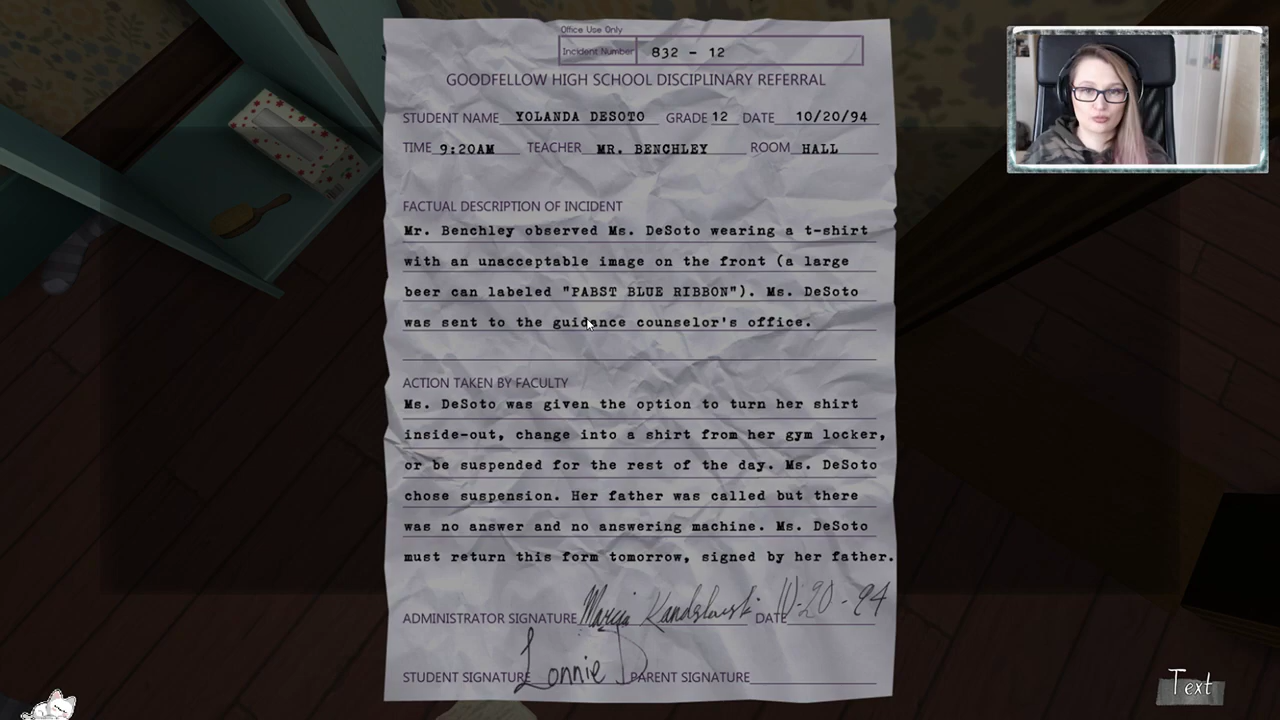 Office Use Only
Incident Number 832 - 12
GOODFELLOW HIGH SCHOOL DISCIPLINARY REFERRAL
STUDENT NAME YOLANDA DESOTO GRADE 12 DATE 10/20/94
TIME 9:20AM TEACHER MR. BENCHLEY ROOM HALL
FACTUAL DESCRIPTION OF INCIDENT
Mr. Benchley observed Ms. DeSoto wearing a t-shirt
with an unacceptable image on the front (a large
beer can labeled "PABST BLUE RIBBON"). Ms. DeSoto
was sent to the guidance counselor's office.
ACTION TAKEN BY FACULTY
Ms. DeSoto was given the option to turn her shirt
inside-out, change into a shirt from her gym locker,
or be suspended for the rest of the day. Ms. DeSoto
chose suspension. Her father was called but there
was no answer and no answering machine. Ms. DeSoto
must return this form tomorrow, signed by her father.
ADMINISTRATOR SIGNATURE Marcia DATE 10-20-94
STUDENT SIGNATURE Lonnie D PARENT SIGNATURE
Text